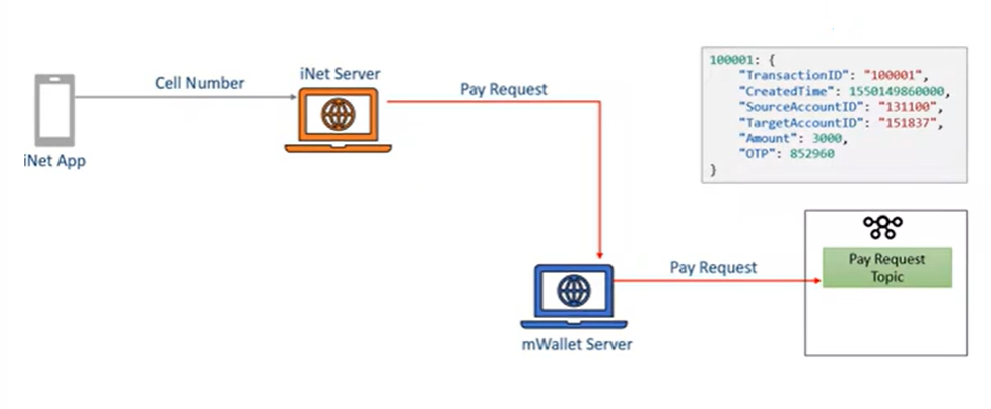 iNet App
Cell Number
iNet Server
Pay Request
100001: {
"TransactionID": "100001",
"CreatedTime": 1550149860000,
"SourceAccountID": "131100",
"TargetAccountID": "151837",
"Amount": 3000,
"OTP": 852960
}
mWallet Server
Pay Request
Pay Request
Topic